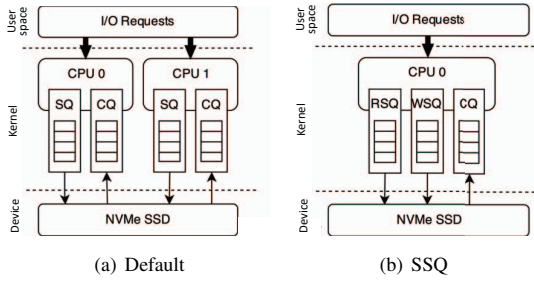 User space
I/O Requests
CPU 0
CPU 1
SQ
CQ
SQ
CQ
Kernel
Device
NVMe SSD
(a) Default
User space
I/O Requests
CPU 0
RSQ
WSQ
CQ
Kernel
Device
NVMe SSD
(b) SSQ